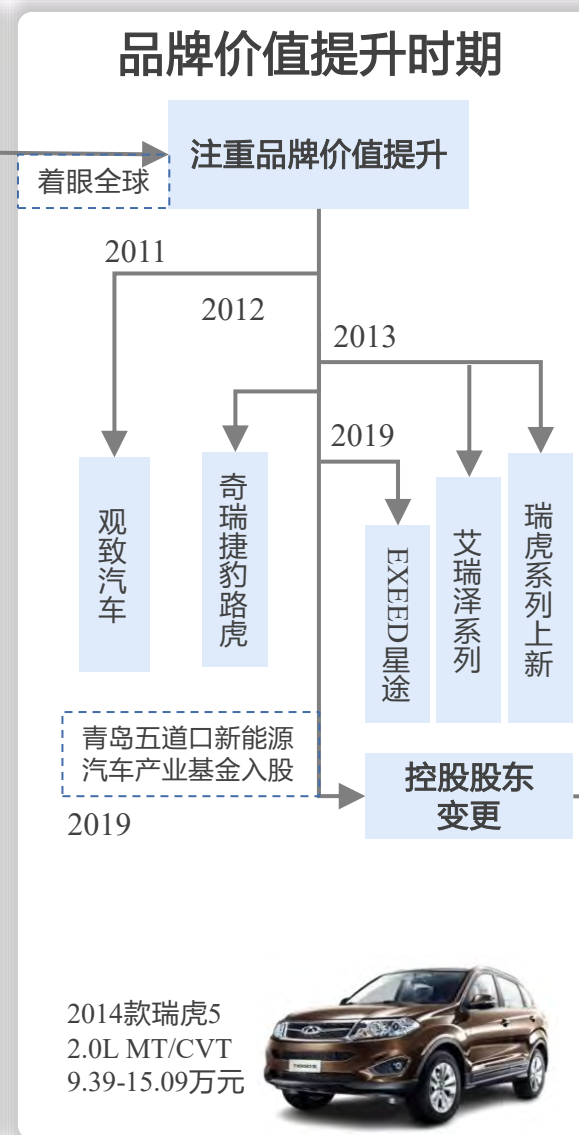 品牌价值提升时期
注重品牌价值提升
着眼全球
2011
2012
2013
2019
观致汽车
奇瑞捷豹路虎
EXEED星途
艾瑞泽系列
瑞虎系列上新
青岛五道口新能源
汽车产业基金入股
2019
控股股东
变更
2014款瑞虎5
2.0L MT/CVT
9.39-15.09万元